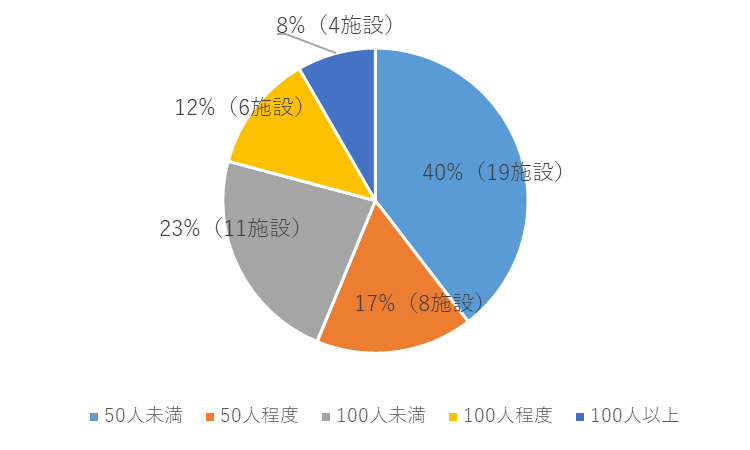 8%（4施設）
12%（6施設）
40%（19施設）
23%（11施設）
17%（8施設）
50人未満 50人程度 100人未満 100人程度 100人以上